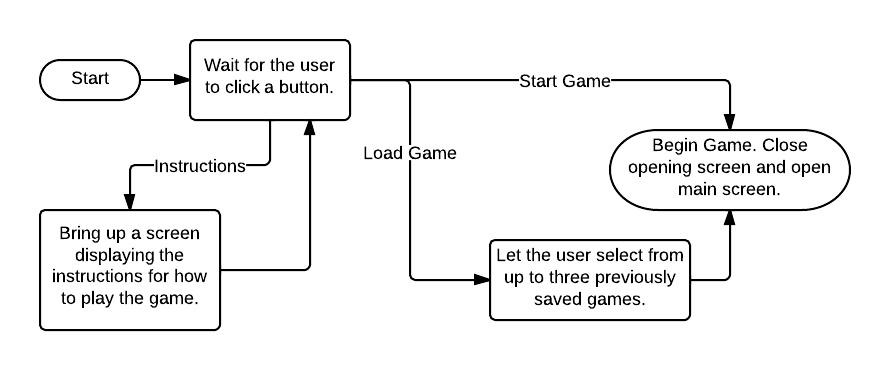 Start
Wait for the user
to click a button.
Start Game
Instructions
Load Game
Begin Game. Close
opening screen and open
main screen.
Bring up a screen
displaying the
instructions for how
to play the game.
Let the user select from
up to three previously
saved games.